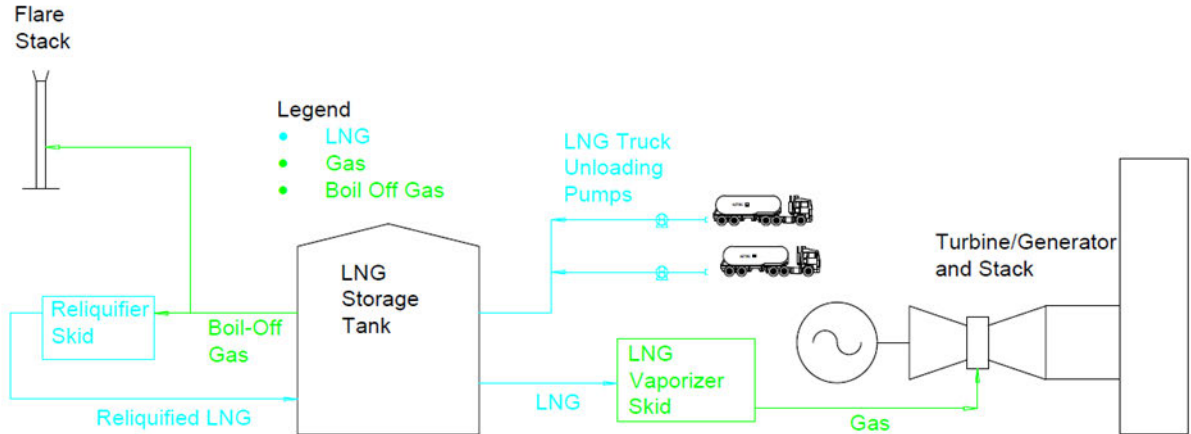 Flare
Stack
Legend
LNG
Gas
Boil Off Gas
LNG Truck
Unloading
Pumps
Turbine/Generator
and Stack
LNG
Storage
Tank
Reliquifier
Skid
Boil-Off
Gas
LNG
Vaporizer
Skid
LNG
Gas
Reliquified LNG